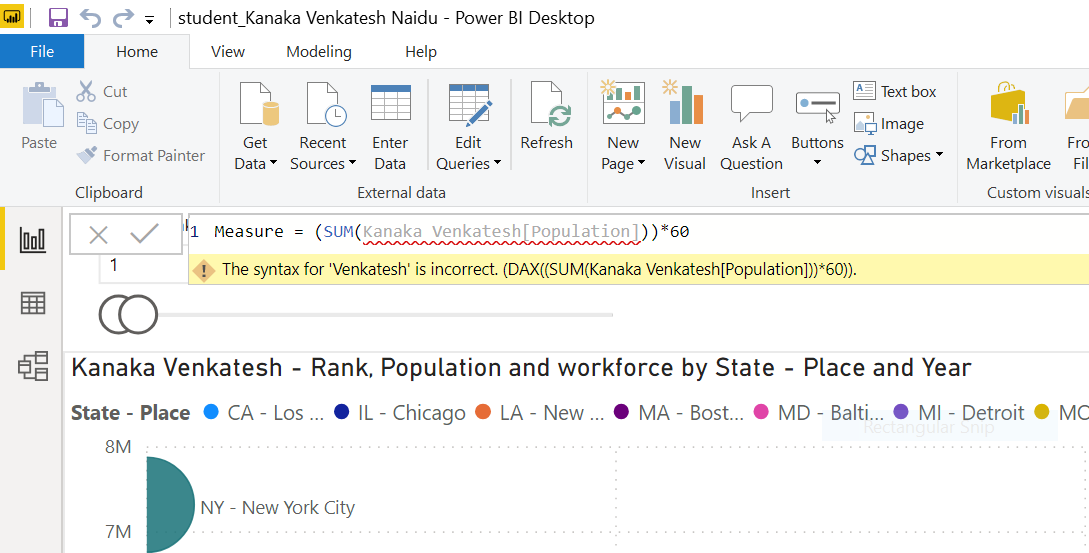 student_Kanaka Venkatesh Naidu - Power BI Desktop
File Home View Modeling Help
Cut
Copy
Format Painter
Paste
Get Data
Recent Sources
Enter Data
Edit Queries
Refresh
New Page
New Visual
Ask A Question
Buttons
Text box
Image
Shapes
From Marketplace
Clipboard External data Insert Custom visuals
1 Measure = (SUM(Kanaka Venkatesh[Population]))*60
1
The syntax for 'Venkatesh' is incorrect. (DAX((SUM(Kanaka Venkatesh[Population]))*60)).
Kanaka Venkatesh - Rank, Population and workforce by State - Place and Year
State - Place CA - Los ... IL - Chicago LA - New ... MA - Bost... MD - Balti... MI - Detroit MO
Rectangular Snip
8M
NY - New York City
7M